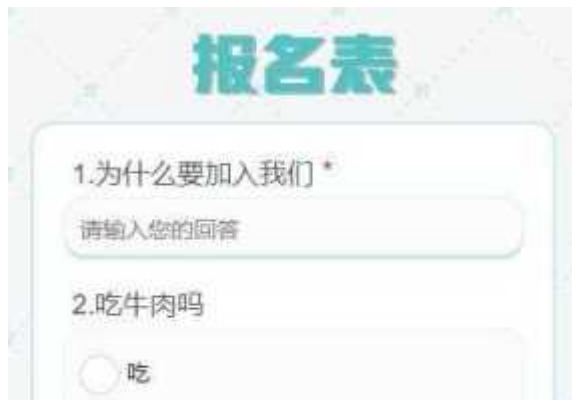 报名表
1.为什么要加入我们 *
请输入您的回答
2.吃牛肉吗
吃